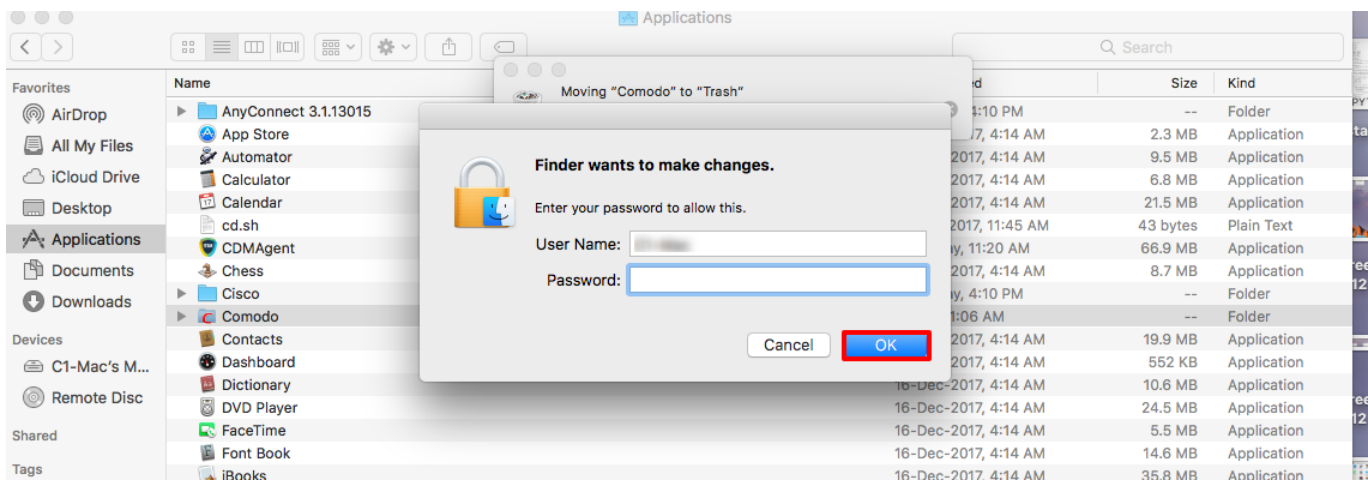 Applications
Search
Favorites
AirDrop
All My Files
iCloud Drive
Desktop
Applications
Documents
Downloads
Devices
C1-Mac's M...
Remote Disc
Shared
Tags
Name Size Kind
AnyConnect 3.1.13015 4:10 PM -- Folder
App Store 4:14 AM 2.3 MB Application
Automator 2017, 4:14 AM 9.5 MB Application
Calculator 2017, 4:14 AM 6.8 MB Application
Calendar 2017, 4:14 AM 21.5 MB Application
cd.sh 2017, 11:45 AM 43 bytes Plain Text
CDMAgent 11:20 AM 66.9 MB Application
Chess 2017, 4:14 AM 8.7 MB Application
Cisco 4:10 PM -- Folder
Comodo 1:06 AM -- Folder
Contacts 2017, 4:14 AM 19.9 MB Application
Dashboard 2017, 4:14 AM 552 KB Application
Dictionary 16-Dec-2017, 4:14 AM 10.6 MB Application
DVD Player 16-Dec-2017, 4:14 AM 24.5 MB Application
FaceTime 16-Dec-2017, 4:14 AM 5.5 MB Application
Font Book 16-Dec-2017, 4:14 AM 14.6 MB Application
iBooks 16-Dec-2017, 4:14 AM 35.8 MB Application
Moving "Comodo" to "Trash"
Finder wants to make changes.
Enter your password to allow this.
User Name:
Password:
Cancel OK